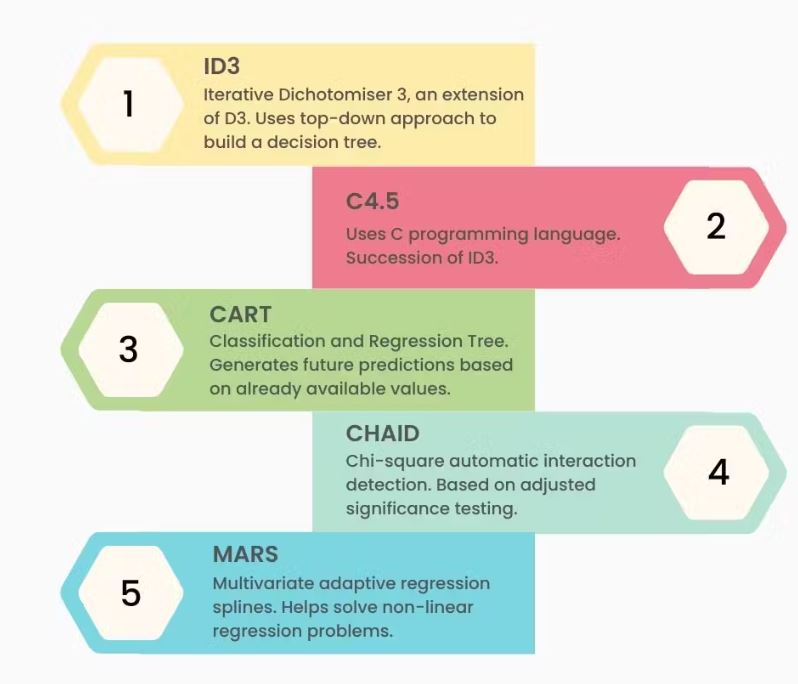 1
ID3
Iterative Dichotomiser 3, an extension
of D3. Uses top-down approach to
build a decision tree.
C4.5
Uses C programming language.
Succession of ID3.
2
3
CART
Classification and Regression Tree.
Generates future predictions based
on already available values.
CHAID
Chi-square automatic interaction
detection. Based on adjusted
significance testing.
4
5
MARS
Multivariate adaptive regression
splines. Helps solve non-linear
regression problems.